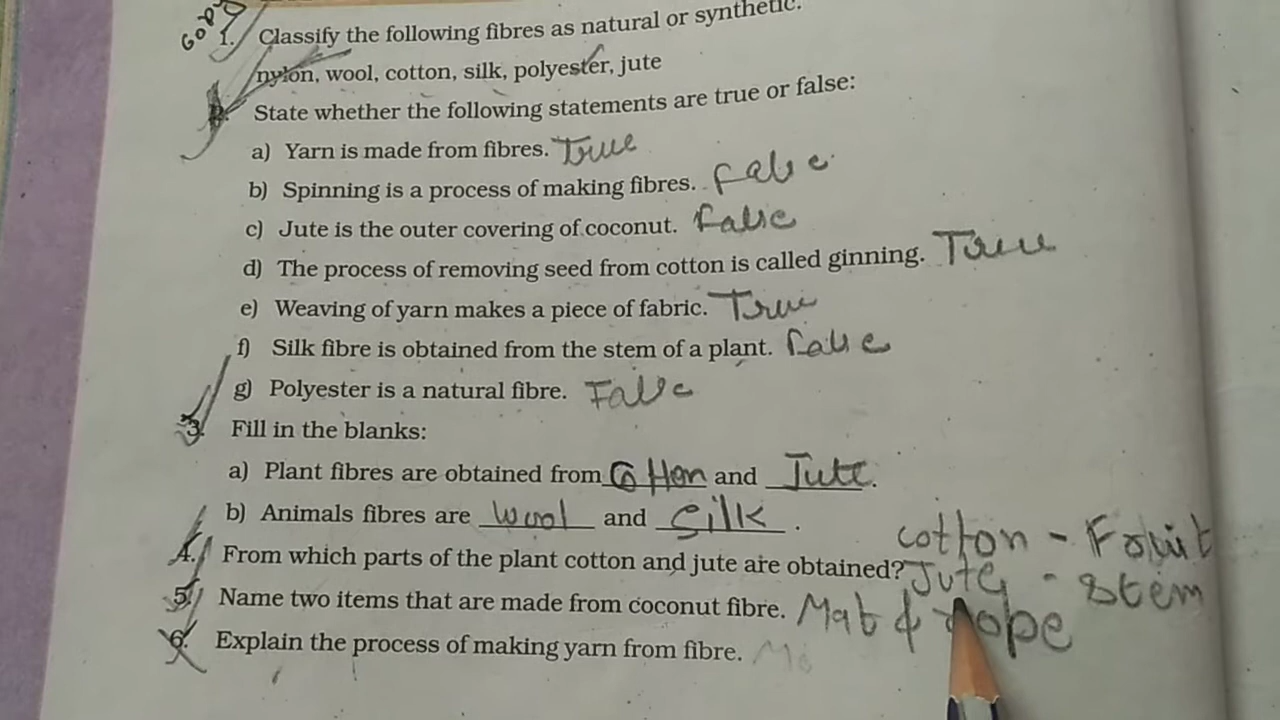 GOOD
1. Classify the following fibres as natural or synthetic.
nylon, wool, cotton, silk, polyester, jute
2. State whether the following statements are true or false:
a) Yarn is made from fibres. True
b) Spinning is a process of making fibres. False
c) Jute is the outer covering of coconut. False
d) The process of removing seed from cotton is called ginning. True
e) Weaving of yarn makes a piece of fabric. True
f) Silk fibre is obtained from the stem of a plant. False
g) Polyester is a natural fibre. False
3. Fill in the blanks:
a) Plant fibres are obtained from Cotton and Jute.
b) Animals fibres are wool and Silk.
cotton - Fruit
4. From which parts of the plant cotton and jute are obtained? Jute - stem
5. Name two items that are made from coconut fibre. Mat & rope
6. Explain the process of making yarn from fibre.